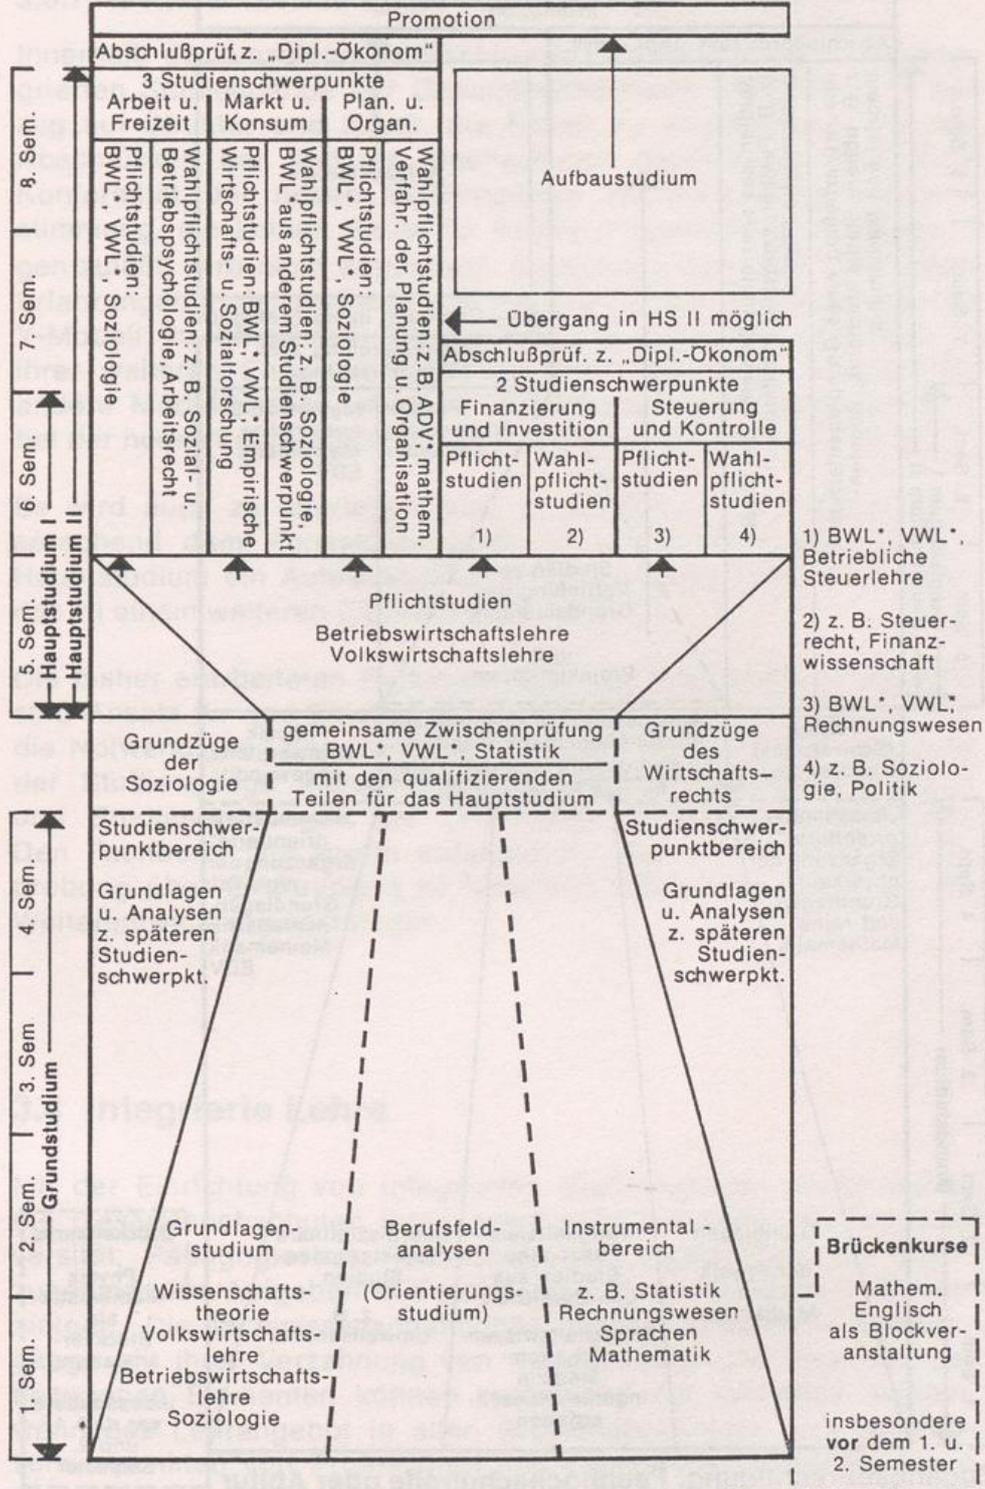 Promotion
Abschlußprüf. z. „Dipl.-Ökonom“
3 Studienschwerpunkte
Arbeit u.
Freizeit
Markt u.
Konsum
Plan. u.
Organ.
Pflichtstudien:
BWL*, VWL*, Soziologie
Wahlpflichtstudien: z. B. Sozial- u.
Betriebspsychologie, Arbeitsrecht
Pflichtstudien: BWL*, VWL* Empirische
Wirtschafts- u. Sozialforschung
Wahlpflichtstudien: z. B. Soziologie,
BWL* aus anderem Studienschwerpunkt
Pflichtstudien:
BWL*, VWL*, Soziologie
Wahlpflichtstudien: z. B. ADV* mathem.
Verfahr. der Planung u. Organisation
Aufbaustudium
Übergang in HS II möglich
Abschlußprüf. z. „Dipl.-Ökonom“
2 Studienschwerpunkte
Finanzierung
und Investition
Steuerung
und Kontrolle
Pflicht-
studien
1)
Wahl-
pflicht-
studien
2)
Pflicht-
studien
3)
Wahl-
pflicht-
studien
4)
8. Sem.
7. Sem.
6. Sem.
5. Sem.
Hauptstudium I
Hauptstudium II
Pflichtstudien
Betriebswirtschaftslehre
Volkswirtschaftslehre
1) BWL*, VWL*,
Betriebliche
Steuerlehre
2) z. B. Steuer-
recht, Finanz-
wissenschaft
3) BWL*, VWL*,
Rechnungswesen
4) z. B. Soziolo-
gie, Politik
Grundzüge
der
Soziologie
gemeinsame Zwischenprüfung
BWL*, VWL*, Statistik
mit den qualifizierenden
Teilen für das Hauptstudium
Grundzüge
des
Wirtschafts-
rechts
4. Sem
3. Sem
2. Sem
1. Sem.
Grundstudium
Studienschwer-
punktbereich
Grundlagen
u. Analysen
z. späteren
Studien-
schwerpkt.
Studienschwer-
punktbereich
Grundlagen
u. Analysen
z. späteren
Studien-
schwerpkt.
Grundlagen-
studium
Wissenschafts-
theorie
Volkswirtschafts-
lehre
Betriebswirtschafts-
lehre
Soziologie
Berufsfeld-
analysen
(Orientierungs-
studium)
Instrumental-
bereich
z. B. Statistik
Rechnungswesen
Sprachen
Mathematik
Brückenkurse
Mathem.
Englisch
als Blockver-
anstaltung
insbesondere
vor dem 1. u.
2. Semester